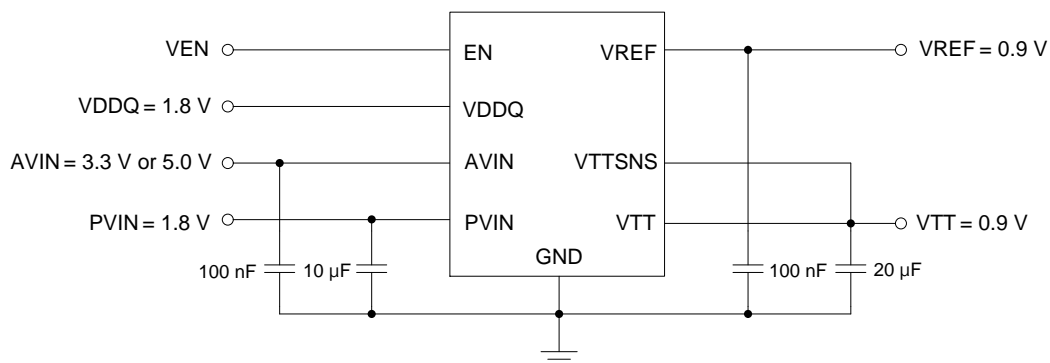 VEN
EN
VREF
VREF = 0.9 V
VDDQ = 1.8 V
VDDQ
AVIN = 3.3 V or 5.0 V
AVIN
VTTSNS
PVIN = 1.8 V
PVIN
VTT
VTT = 0.9 V
GND
100 nF
10 µF
100 nF
20 µF